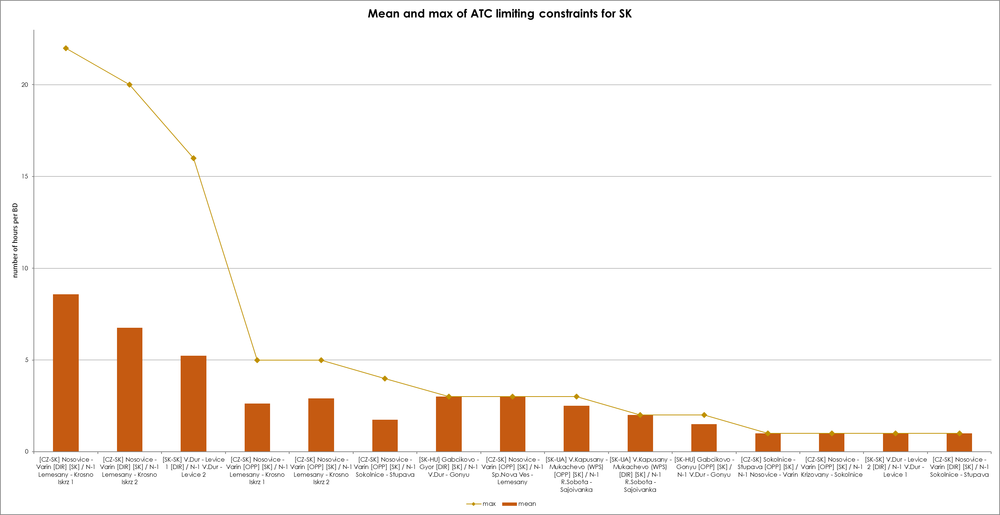 Mean and max of ATC limiting constraints for SK
number of hours per BD
20
15
10
5
0
[CZ-SK] Nosovice -
Varin [DIR] [SK] / N-1
Lemesany - Krosno
Iskrz 1
[CZ-SK] Nosovice -
Varin [DIR] [SK] / N-1
Lemesany - Krosno
Iskrz 2
[SK-SK] V.Dur - Levice
1 [DIR] / N-1 V.Dur -
Levice 2
[CZ-SK] Nosovice -
Varin [OPP] [SK] / N-1
Lemesany - Krosno
Iskrz 1
[CZ-SK] Nosovice -
Varin [OPP] [SK] / N-1
Lemesany - Krosno
Iskrz 2
[CZ-SK] Nosovice -
Varin [OPP] [SK] / N-1
Sokolnice - Stupava
[SK-HU] Gabcikovo -
Gyor [DIR] [SK] / N-1
V.Dur - Gonyu
[CZ-SK] Nosovice -
Varin [OPP] [SK] / N-1
Sp.Nova Ves -
Lemesany
[SK-UA] V.Kapusany -
Mukachevo (WPS)
[OPP] [SK] / N-1
R.Sobota -
Sajoivanka
[SK-UA] V.Kapusany -
Mukachevo (WPS)
[DIR] [SK] / N-1
R.Sobota -
Sajoivanka
[SK-HU] Gabcikovo -
Gonyu [OPP] [SK] /
N-1 V.Dur - Gonyu
[CZ-SK] Sokolnice -
Stupava [OPP] [SK] /
N-1 Nosovice - Varin
[CZ-SK] Nosovice -
Varin [OPP] [SK] / N-1
Krizovany - Sokolnice
[SK-SK] V.Dur - Levice
2 [DIR] / N-1 V.Dur -
Levice 1
[CZ-SK] Nosovice -
Varin [DIR] [SK] / N-1
Sokolnice - Stupava
max
mean